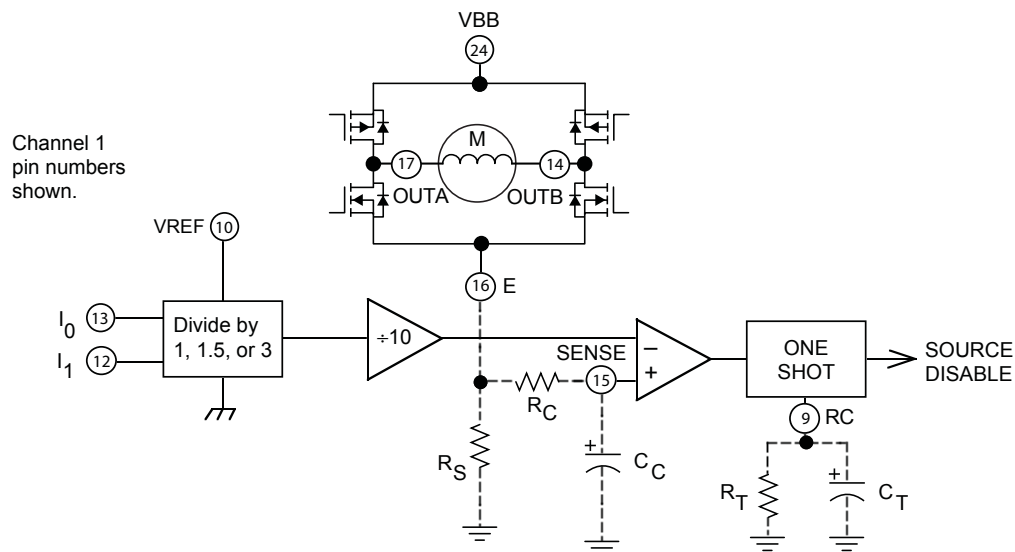 VBB
24
Channel 1
pin numbers
shown.
M
17
14
OUTA
OUTB
VREF 10
16 E
I0 13
I1 12
Divide by
1, 1.5, or 3
÷10
SENSE
15
−
+
ONE
SHOT
SOURCE
DISABLE
RC
9 RC
RS
+
CC
RT
+
CT